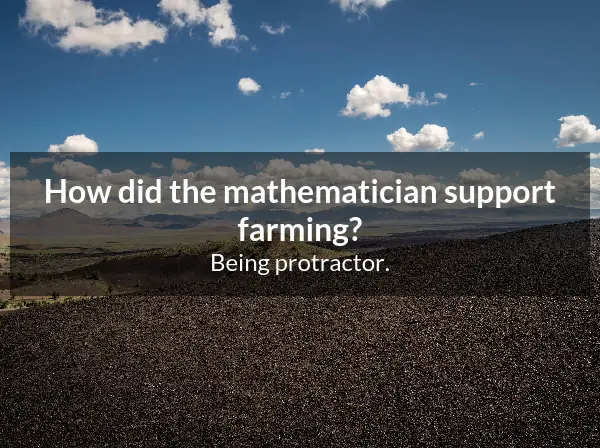 How did the mathematician support
farming?
Being protractor.